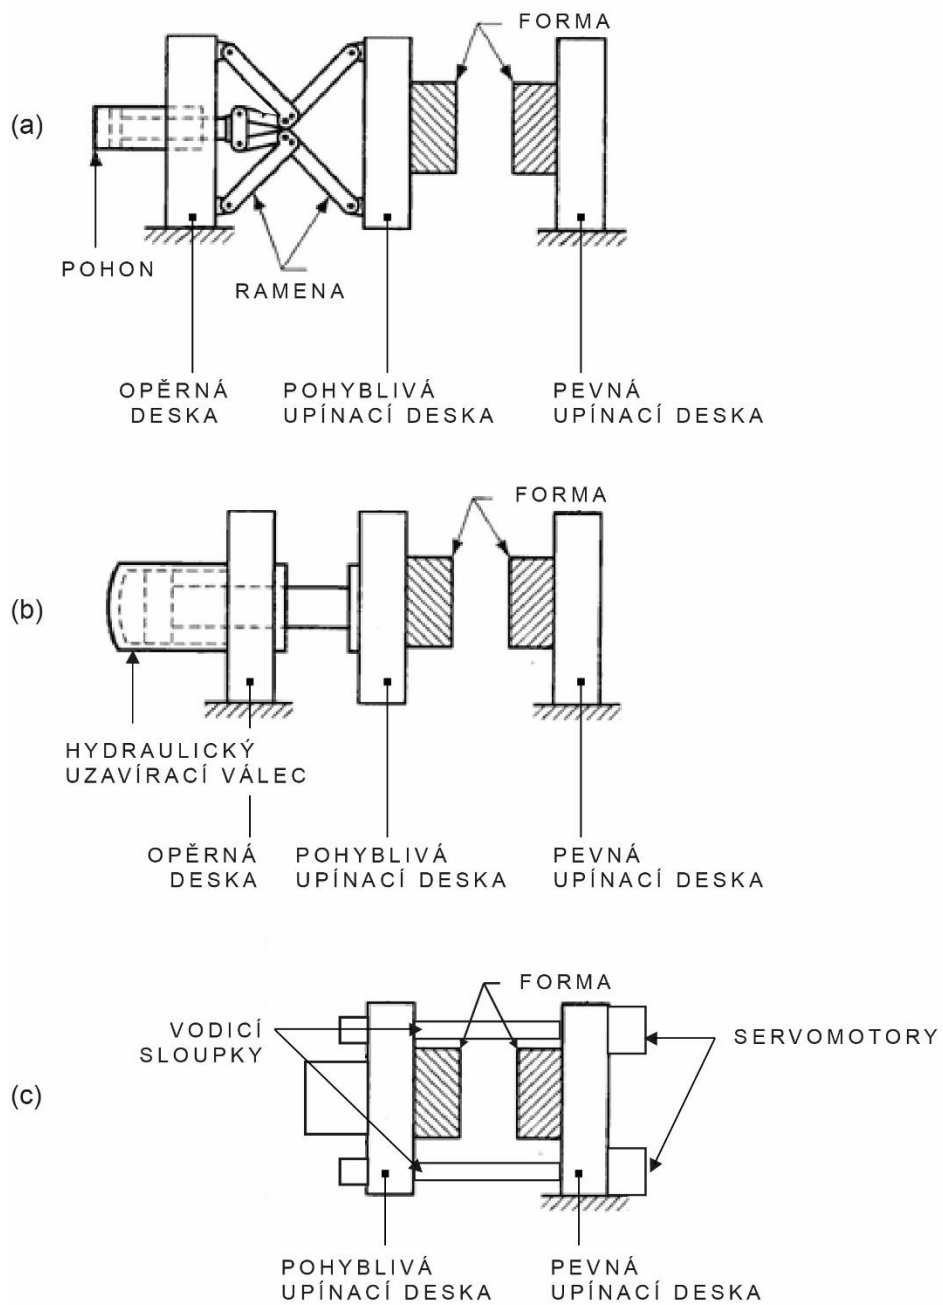 FORMA
(a)
POHON
RAMENA
OPĚRNÁ
DESKA
POHYBLIVÁ
UPÍNACÍ DESKA
PEVNÁ
UPÍNACÍ DESKA
FORMA
(b)
HYDRAULICKÝ
UZAVÍRACÍ VÁLEC
OPĚRNÁ
DESKA
POHYBLIVÁ
UPÍNACÍ DESKA
PEVNÁ
UPÍNACÍ DESKA
FORMA
VODICÍ
SLOUPKY
SERVOMOTORY
(c)
POHYBLIVÁ
UPÍNACÍ DESKA
PEVNÁ
UPÍNACÍ DESKA